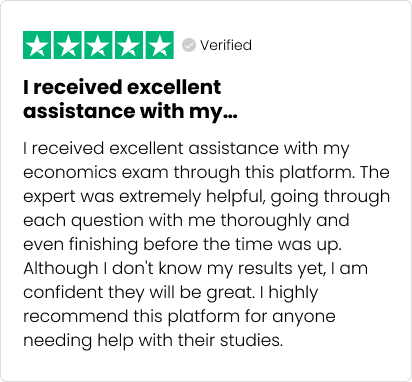 Verified
I received excellent
assistance with my...
I received excellent assistance with my
economics exam through this platform. The
expert was extremely helpful, going through
each question with me thoroughly and
even finishing before the time was up.
Although I don't know my results yet, I am
confident they will be great. I highly
recommend this platform for anyone
needing help with their studies.